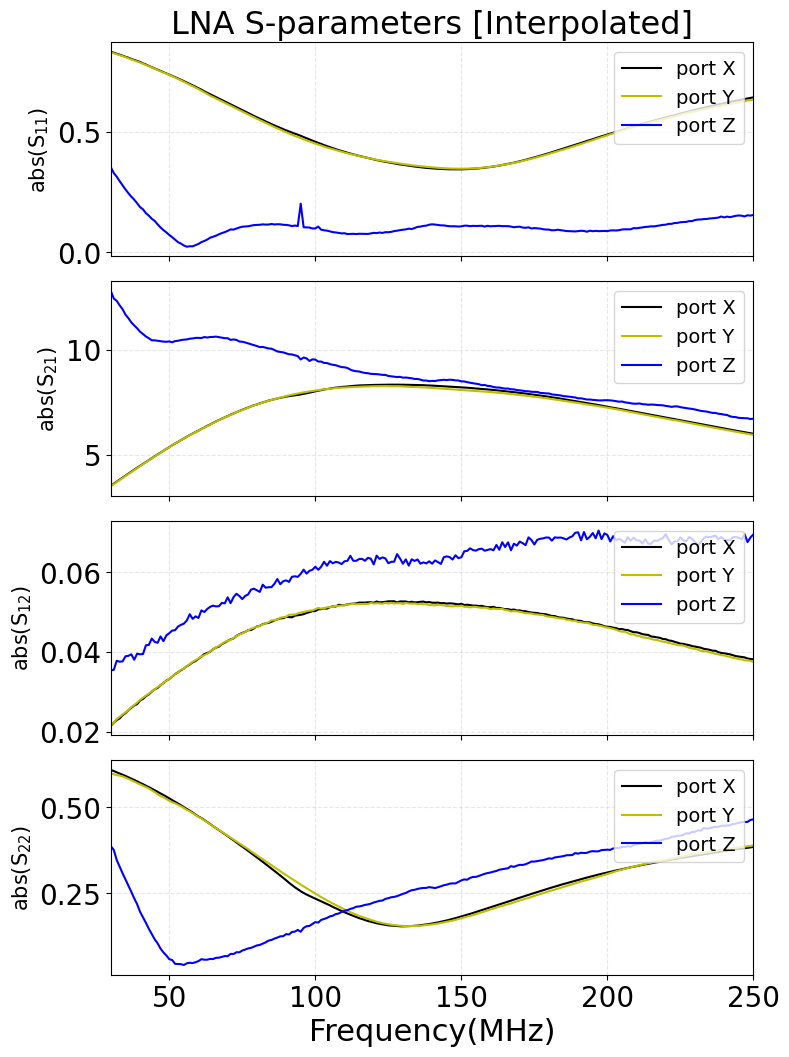 LNA S-parameters [Interpolated]
abs(S₁₁)
0.5
0.0
port X
port Y
port Z
abs(S₂₁)
10
5
port X
port Y
port Z
abs(S₁₂)
0.06
0.04
0.02
port X
port Y
port Z
abs(S₂₂)
0.50
0.25
port X
port Y
port Z
50 100 150 200 250
Frequency(MHz)